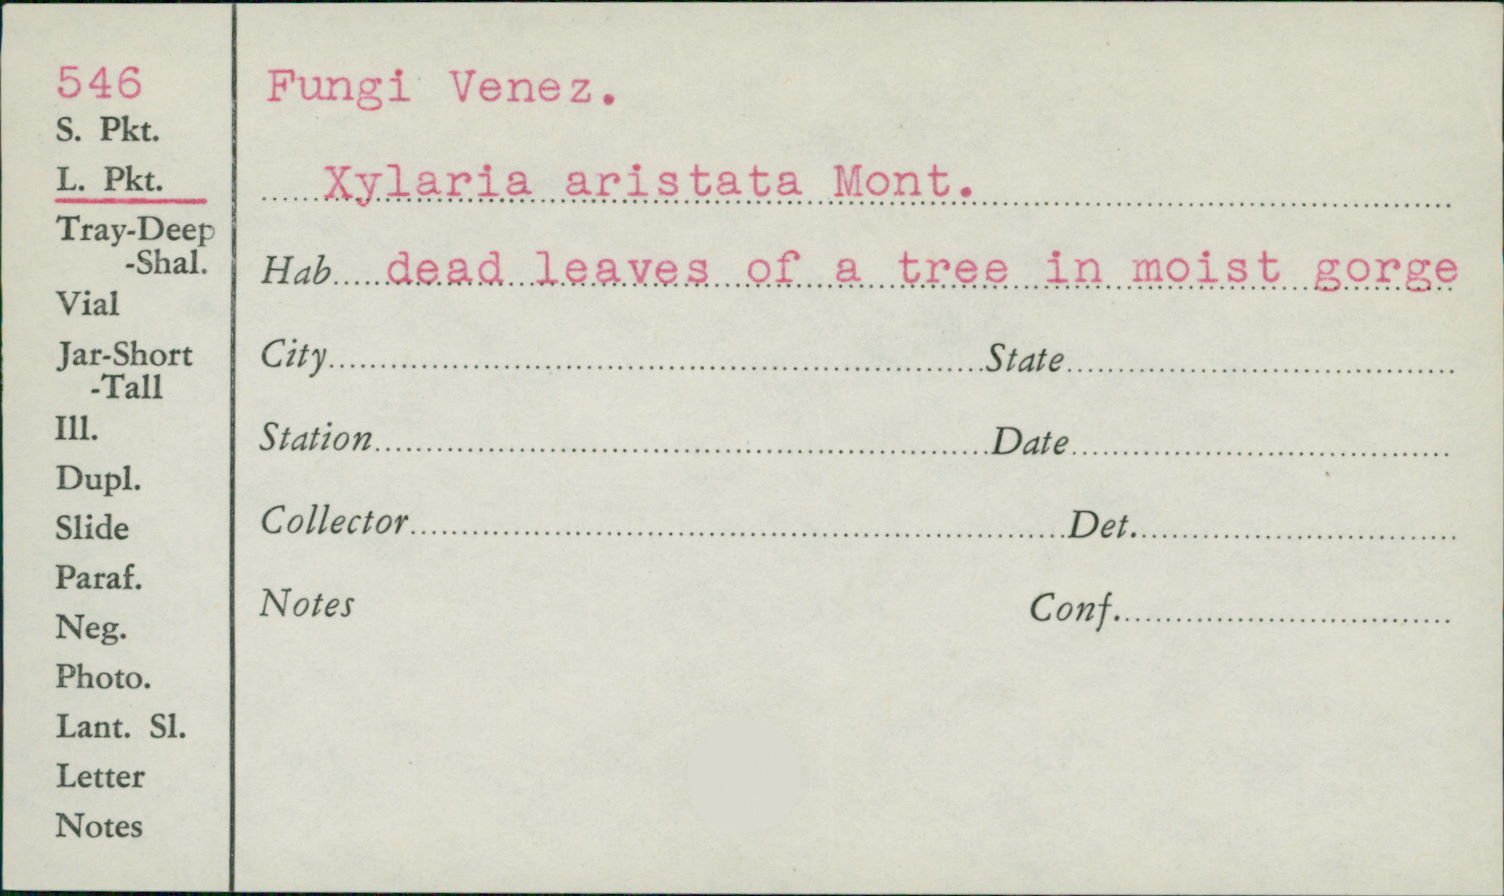 546
S. Pkt.
L. Pkt.
Tray-Deep
-Shal.
Vial
Jar-Short
-Tall
Ill.
Dupl.
Slide
Paraf.
Neg.
Photo.
Lant. Sl.
Letter
Notes
Fungi Venez.
Xylaria aristata Mont.
Hab dead leaves of a tree in moist gorge
City State
Station Date
Collector Det.
Notes Conf.